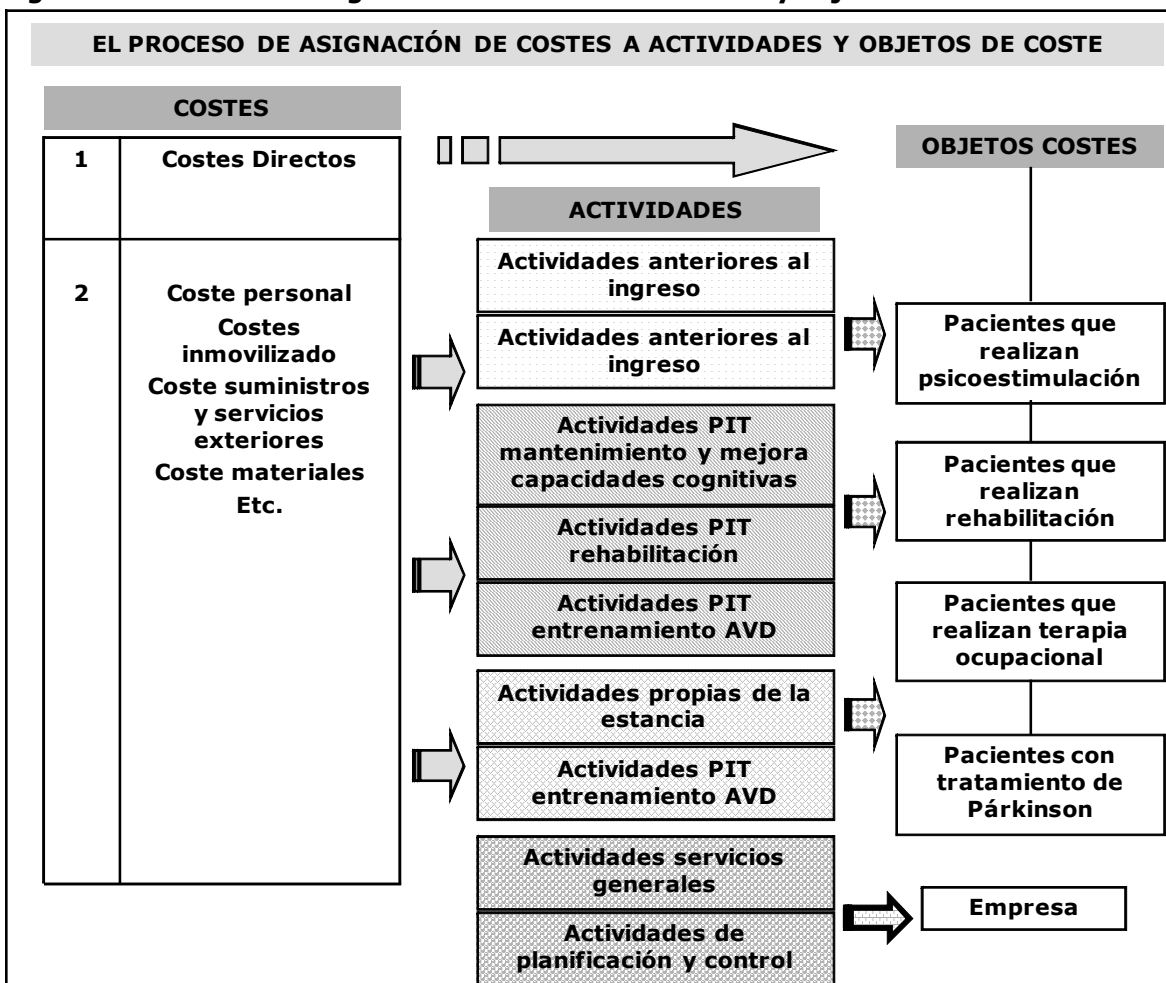 EL PROCESO DE ASIGNACIÓN DE COSTES A ACTIVIDADES Y OBJETOS DE COSTE
COSTES
1
Costes Directos
2
Coste personal
Costes
inmovilizado
Coste suministros
y servicios
exteriores
Coste materiales
Etc.
ACTIVIDADES
Actividades anteriores al
ingreso
Actividades anteriores al
ingreso
Actividades PIT
mantenimiento y mejora
capacidades cognitivas
Actividades PIT
rehabilitación
Actividades PIT
entrenamiento AVD
Actividades propias de la
estancia
Actividades PIT
entrenamiento AVD
Actividades servicios
generales
Actividades de
planificación y control
OBJETOS COSTES
Pacientes que
realizan
psicoestimulación
Pacientes que
realizan
rehabilitación
Pacientes que
realizan terapia
ocupacional
Pacientes con
tratamiento de
Párkinson
Empresa